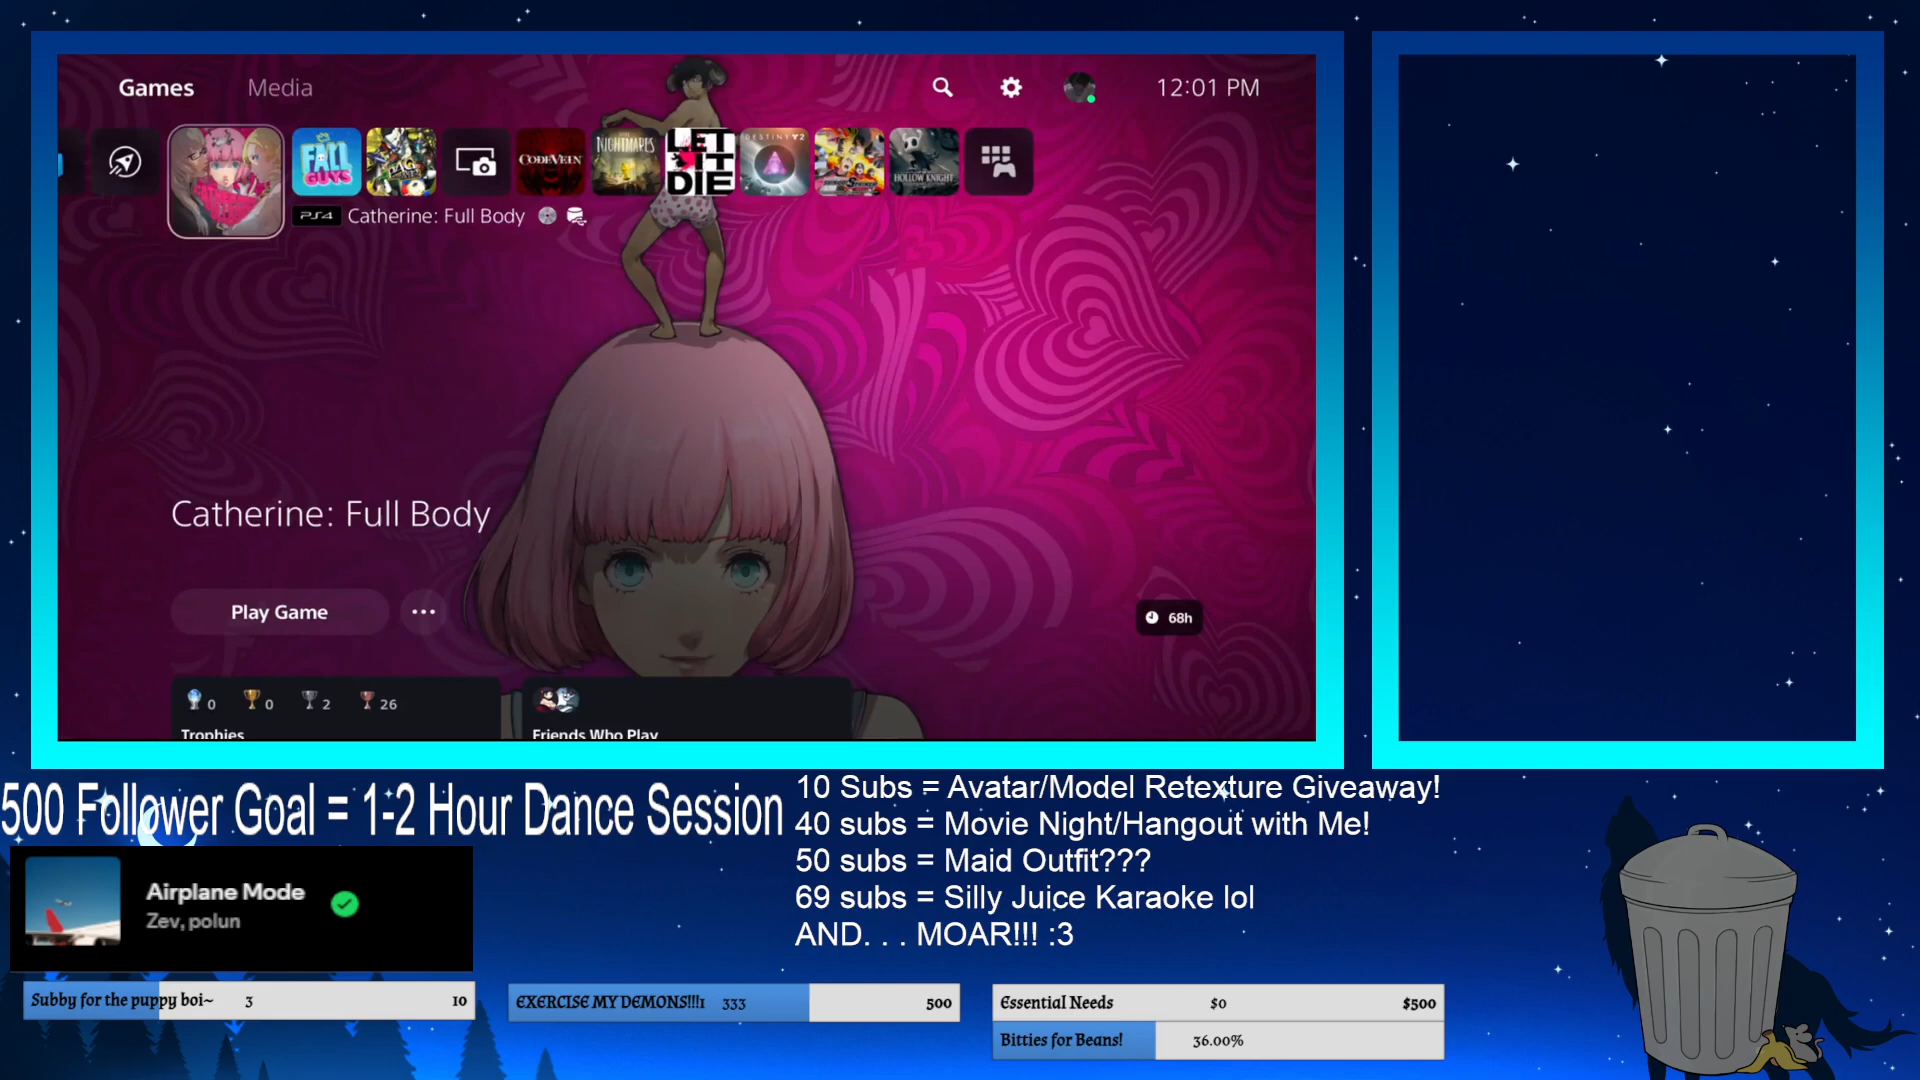 Games
Media
12:01 PM
FALL GUYS
CODE VEIN
NIGHTMARES
LET IT DIE
DESTINY 2
HOLLOW KNIGHT
PS4 Catherine: Full Body
Catherine: Full Body
Play Game
68h
0 0 2 26
Trophies
Friends Who Play
500 Follower Goal = 1-2 Hour Dance Session
10 Subs = Avatar/Model Retexture Giveaway!
40 subs = Movie Night/Hangout with Me!
50 subs = Maid Outfit???
69 subs = Silly Juice Karaoke lol
AND. . . MOAR!!! :3
Airplane Mode
Zev, polun
Subby for the puppy boi~ 3 10
EXERCISE MY DEMONS!!!1 333 500
Essential Needs $0 $500
Bitties for Beans! 36.00%